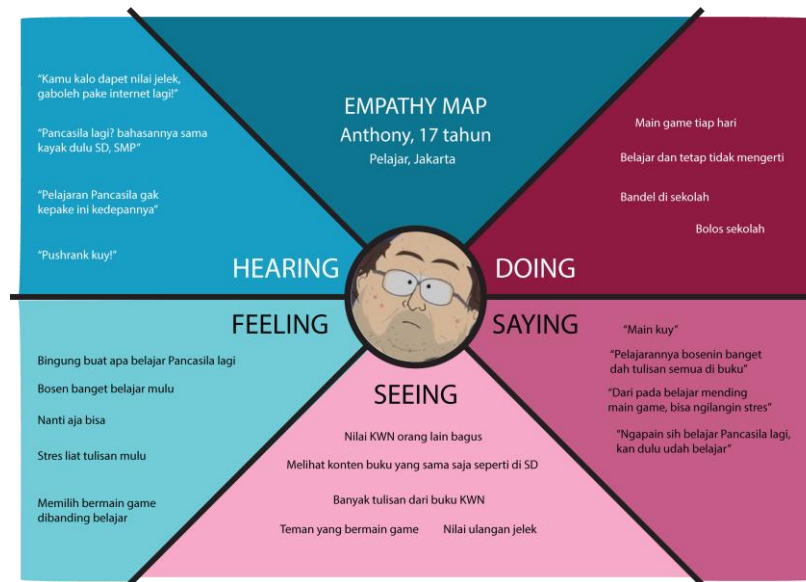 EMPATHY MAP
Anthony, 17 tahun
Pelajar, Jakarta
"Kamu kalo dapet nilai jelek,
gaboleh pake internet lagi!"
"Pancasila lagi? bahasannya sama
kayak dulu SD, SMP"
"Pelajaran Pancasila gak
kepake ini kedepannya"
"Pushrank kuy!"
HEARING
Main game tiap hari
Belajar dan tetap tidak mengerti
Bandel di sekolah
Bolos sekolah
DOING
FEELING
Bingung buat apa belajar Pancasila lagi
Bosen banget belajar mulu
Nanti aja bisa
Stres liat tulisan mulu
Memilih bermain game
dibanding belajar
SEEING
Nilai KWN orang lain bagus
Melihat konten buku yang sama saja seperti di SD
Banyak tulisan dari buku KWN
Teman yang bermain game
Nilai ulangan jelek
SAYING
"Main kuy"
"Pelajarannya bosenin banget
dah tulisan semua di buku"
"Dari pada belajar mending
main game, bisa ngilangin stres"
"Ngapain sih belajar Pancasila lagi,
kan dulu udah belajar"